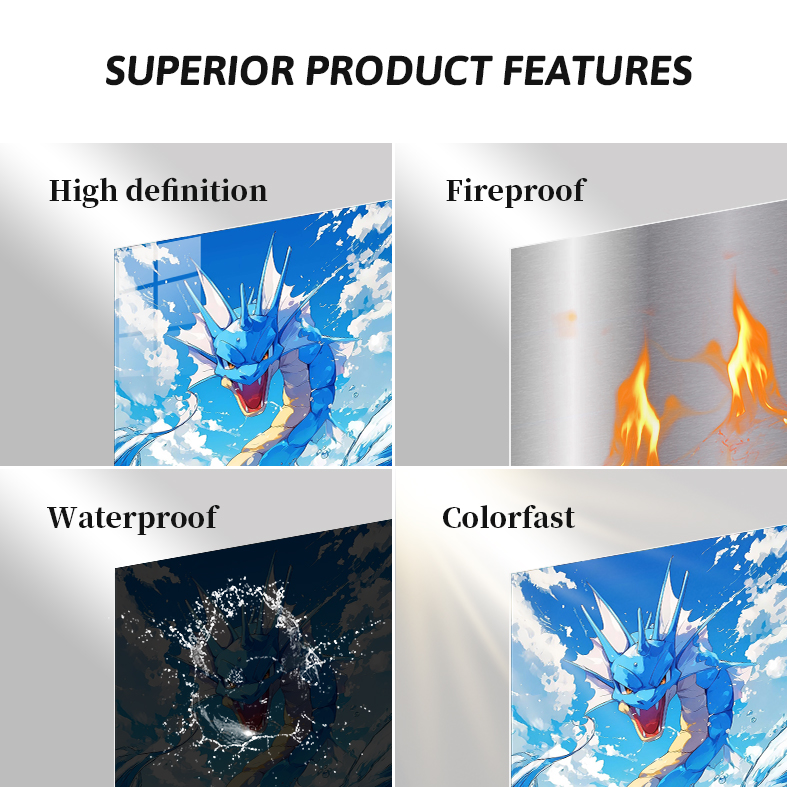 SUPERIOR PRODUCT FEATURES
High definition
Fireproof
Waterproof
Colorfast